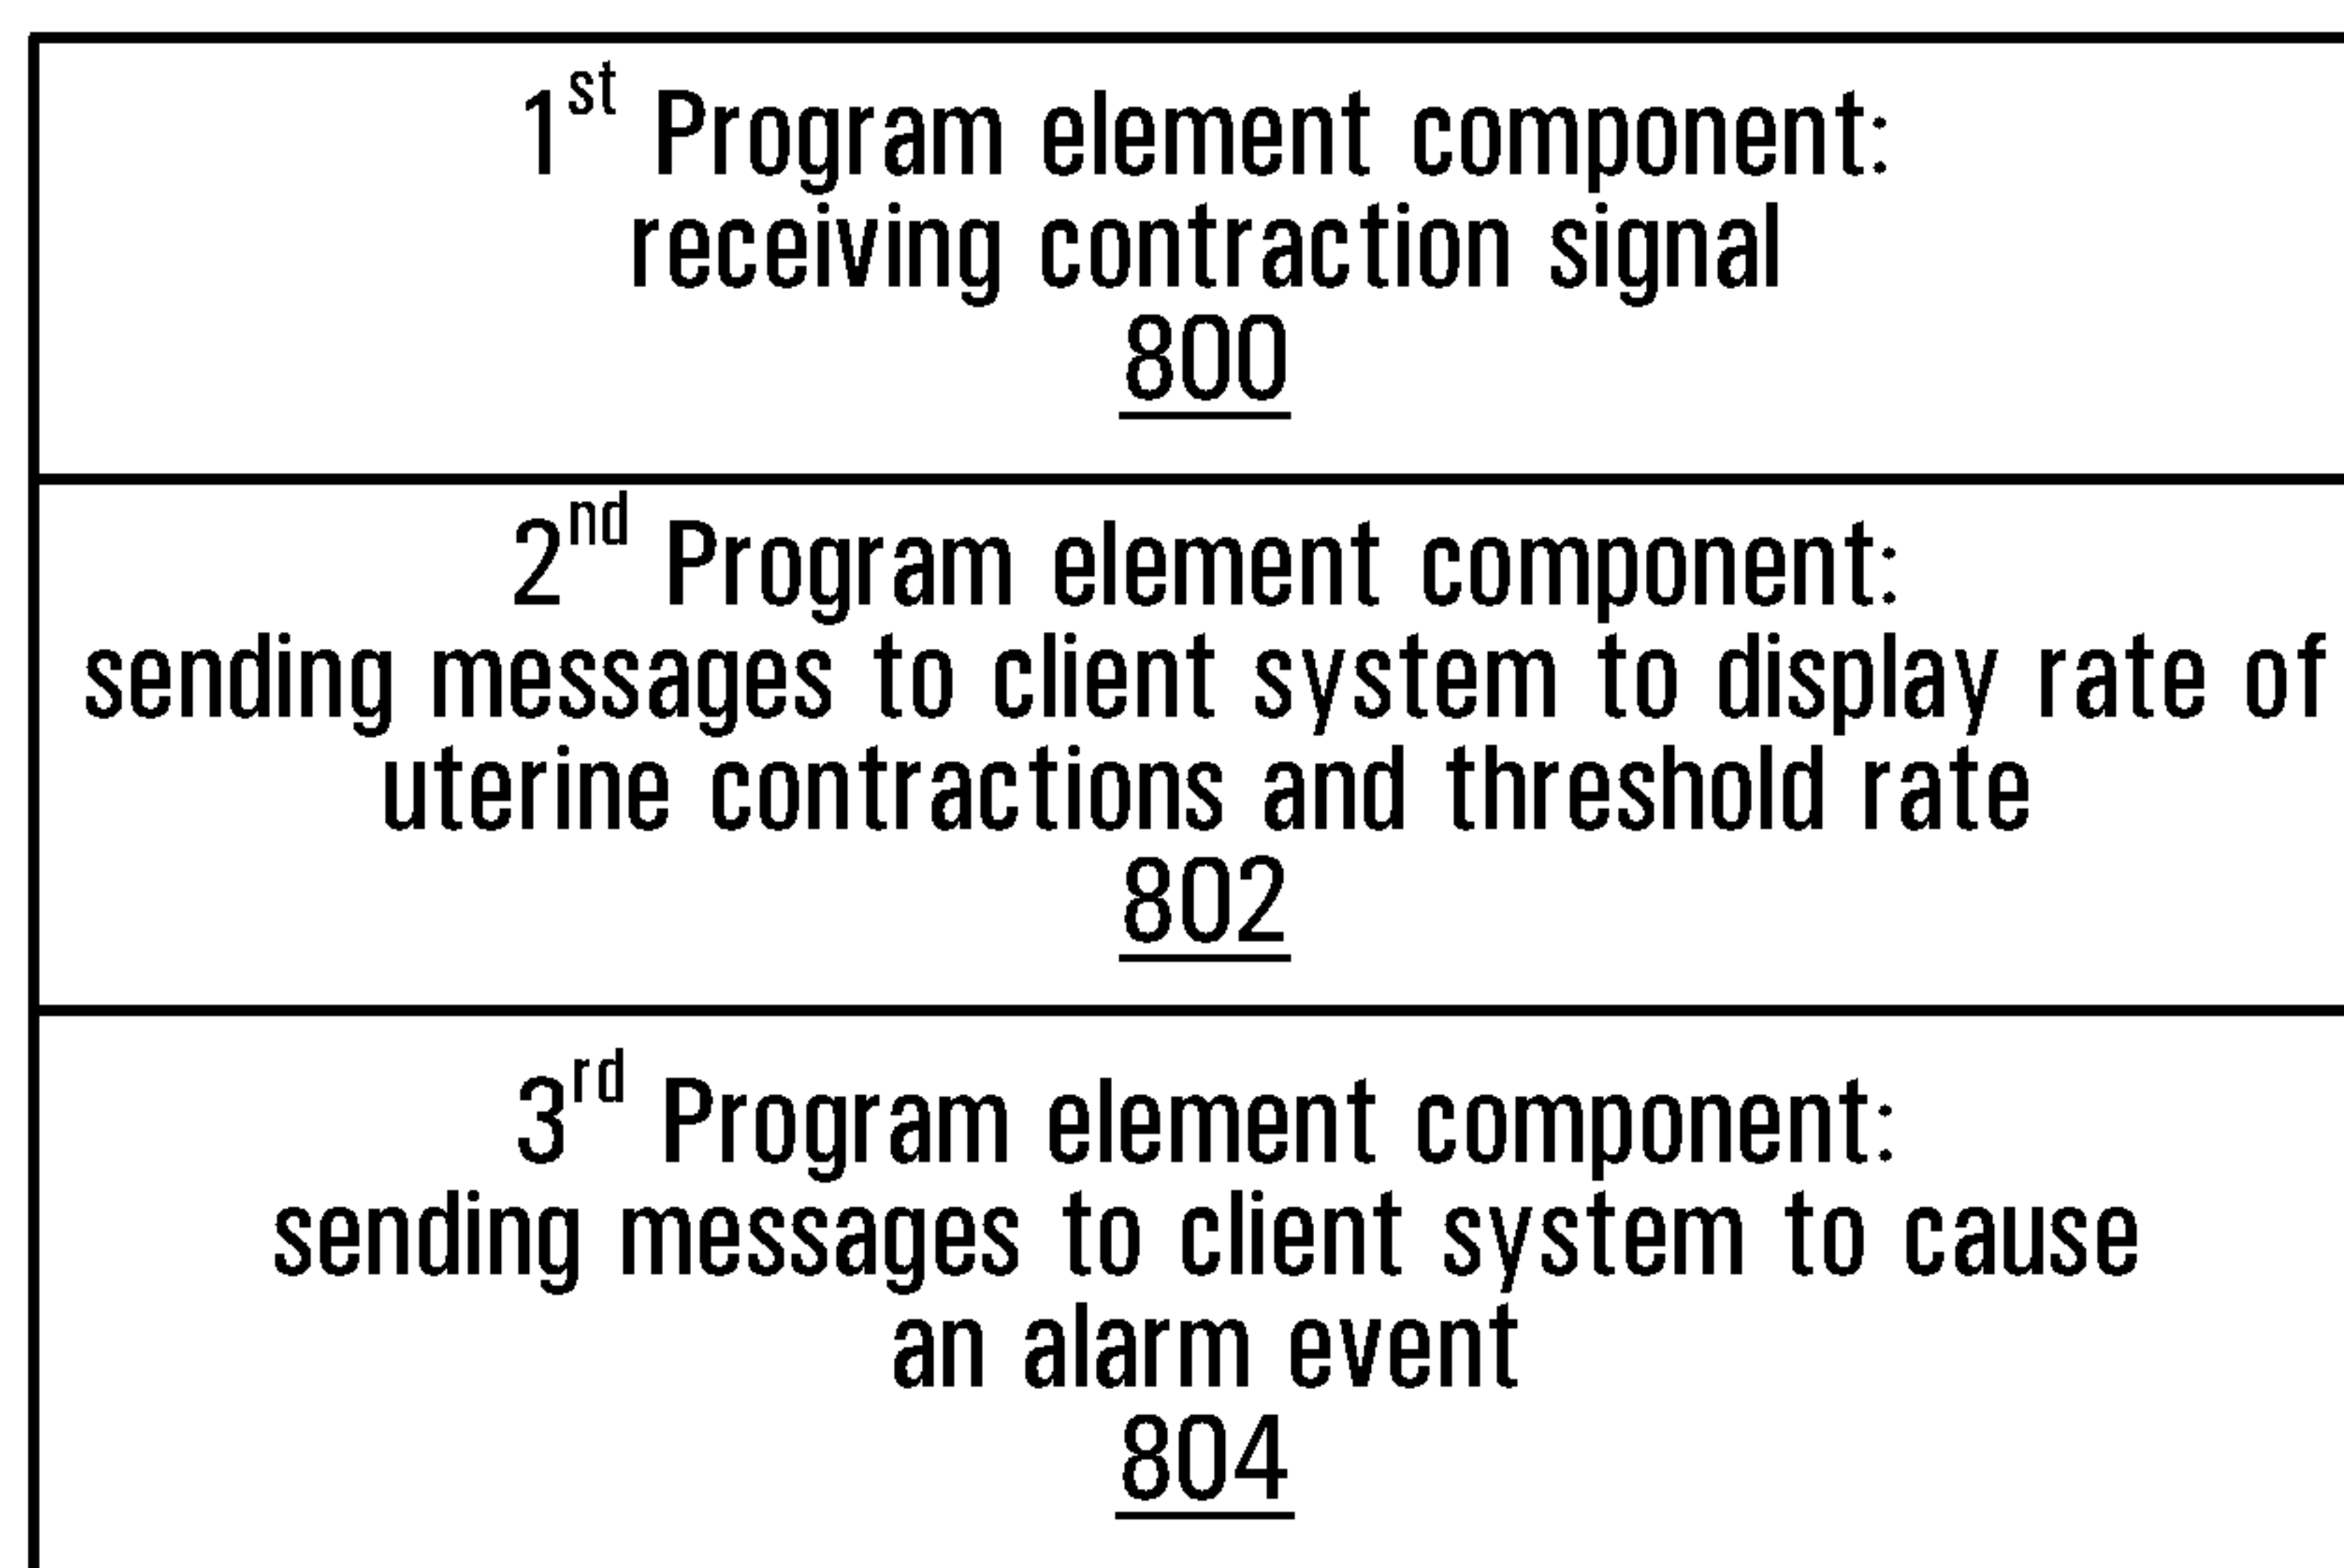 1st Program element component:
receiving contraction signal
800
2nd Program element component:
sending messages to client system to display rate of
uterine contractions and threshold rate
802
3rd Program element component:
sending messages to client system to cause
an alarm event
804